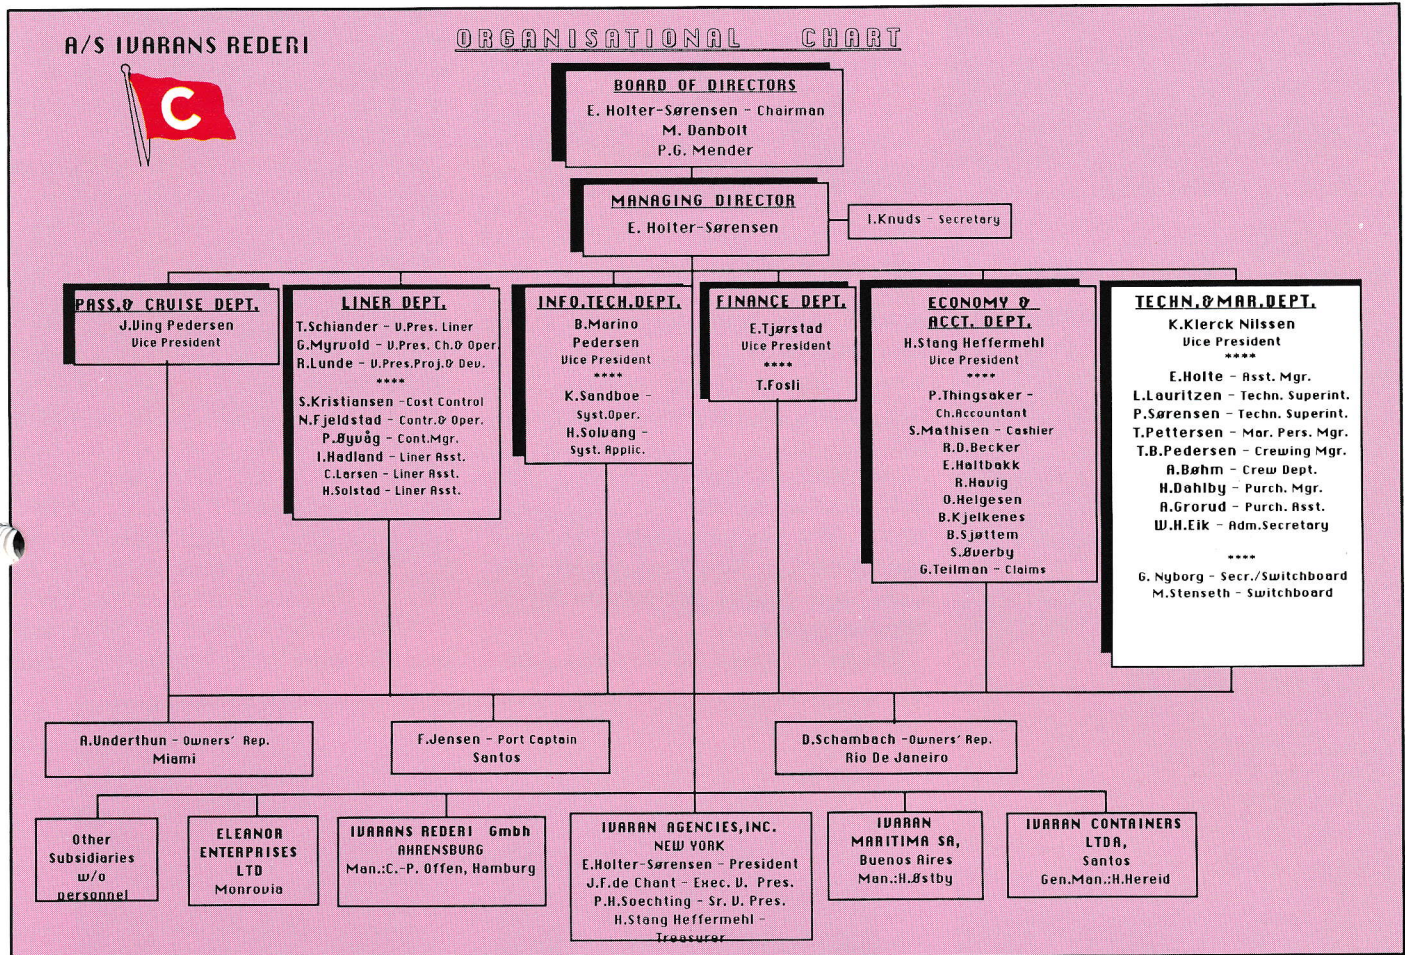 A/S IVARANS REDERI
ORGANISATIONAL CHART
C
BOARD OF DIRECTORS
E. Holter-Sørensen - Chairman
M. Danbolt
P.G. Mender
MANAGING DIRECTOR
E. Holter-Sørensen
I.Knuds - Secretary
PASS.& CRUISE DEPT.
J.Ving Pedersen
Vice President
LINER DEPT.
T.Schiander - V.Pres. Liner
G.Myrvold - V.Pres. Ch.& Oper.
R.Lunde - V.Pres.Proj.& Dev.
****
S.Kristiansen -Cost Control
N.Fjeldstad - Contr.& Oper.
P.Øyvåg - Cont.Mgr.
I.Hadland - Liner Asst.
C.Larsen - Liner Asst.
H.Solstad - Liner Asst.
INFO.TECH.DEPT.
B.Marino
Pedersen
Vice President
****
K.Sandboe -
Syst.Oper.
H.Solvang -
Syst. Applic.
FINANCE DEPT.
E.Tjørstad
Vice President
****
T.Fosli
ECONOMY &
ACCT. DEPT.
H.Stang Heffermehl
Vice President
****
P.Thingsaker -
Ch.Accountant
S.Mathisen - Cashier
R.D.Becker
E.Haltbakk
R.Havig
O.Helgesen
B.Kjelkenes
B.Sjøttem
S.Øverby
G.Teilman - Claims
TECHN.&MAR.DEPT.
K.Klerck Nilssen
Vice President
****
E.Holte - Asst. Mgr.
L.Lauritzen - Techn. Superint.
P.Sørensen - Techn. Superint.
T.Pettersen - Mar. Pers. Mgr.
T.B.Pedersen - Crewing Mgr.
A.Bøhm - Crew Dept.
H.Dahlby - Purch. Mgr.
A.Grorud - Purch. Asst.
W.H.Eik - Adm.Secretary
****
G. Nyborg - Secr./Switchboard
M.Stenseth - Switchboard
A.Underthun - Owners' Rep.
Miami
F.Jensen - Port Captain
Santos
D.Schambach -Owners' Rep.
Rio De Janeiro
Other
Subsidiaries
w/o
personnel
ELEANOR
ENTERPRISES
LTD
Monrovia
IVARANS REDERI Gmbh
AHRENSBURG
Man.:C.-P. Offen, Hamburg
IVARAN AGENCIES,INC.
NEW YORK
E.Holter-Sørensen - President
J.F.de Chant - Exec. V. Pres.
P.H.Soechting - Sr. V. Pres.
H.Stang Heffermehl -
Treasurer
IVARAN
MARITIMA SA,
Buenos Aires
Man.:H.Østby
IVARAN CONTAINERS
LTDA,
Santos
Gen.Man.:H.Hereid